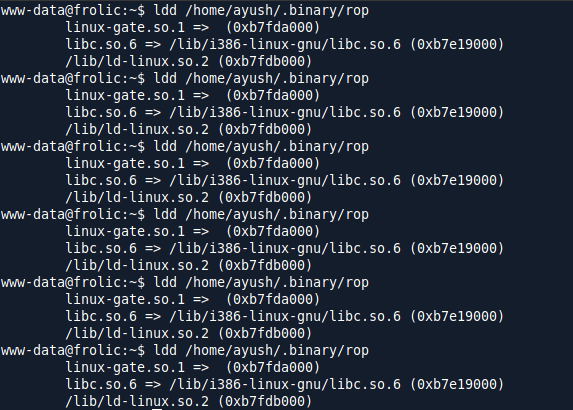 www-data@frolic:~$ ldd /home/ayush/.binary/rop
linux-gate.so.1 =>  (0xb7fda000)
libc.so.6 => /lib/i386-linux-gnu/libc.so.6 (0xb7e19000)
/lib/ld-linux.so.2 (0xb7fdb000)
www-data@frolic:~$ ldd /home/ayush/.binary/rop
linux-gate.so.1 =>  (0xb7fda000)
libc.so.6 => /lib/i386-linux-gnu/libc.so.6 (0xb7e19000)
/lib/ld-linux.so.2 (0xb7fdb000)
www-data@frolic:~$ ldd /home/ayush/.binary/rop
linux-gate.so.1 =>  (0xb7fda000)
libc.so.6 => /lib/i386-linux-gnu/libc.so.6 (0xb7e19000)
/lib/ld-linux.so.2 (0xb7fdb000)
www-data@frolic:~$ ldd /home/ayush/.binary/rop
linux-gate.so.1 =>  (0xb7fda000)
libc.so.6 => /lib/i386-linux-gnu/libc.so.6 (0xb7e19000)
/lib/ld-linux.so.2 (0xb7fdb000)
www-data@frolic:~$ ldd /home/ayush/.binary/rop
linux-gate.so.1 =>  (0xb7fda000)
libc.so.6 => /lib/i386-linux-gnu/libc.so.6 (0xb7e19000)
/lib/ld-linux.so.2 (0xb7fdb000)
www-data@frolic:~$ ldd /home/ayush/.binary/rop
linux-gate.so.1 =>  (0xb7fda000)
libc.so.6 => /lib/i386-linux-gnu/libc.so.6 (0xb7e19000)
/lib/ld-linux.so.2 (0xb7fdb000)